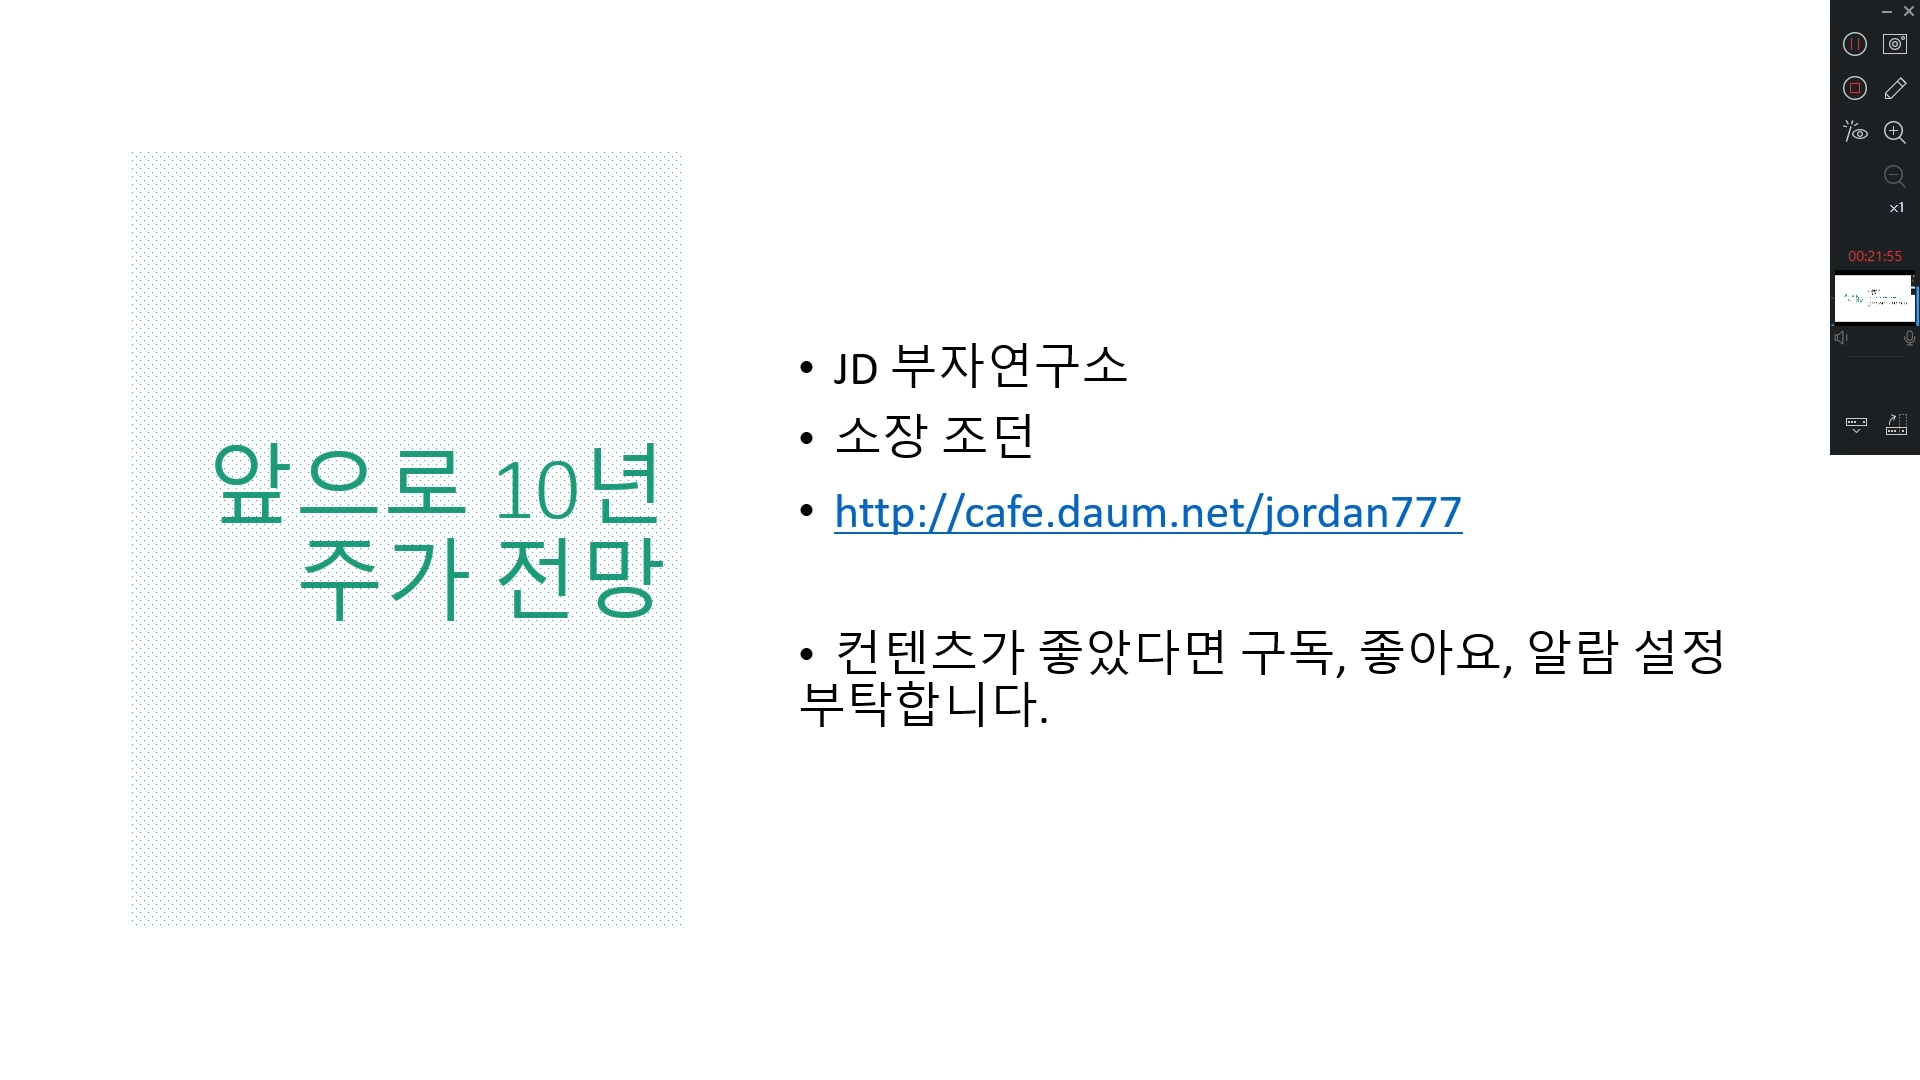 앞으로 10년
주가 전망
• JD 부자연구소
• 소장 조던
• http://cafe.daum.net/jordan777
• 컨텐츠가 좋았다면 구독, 좋아요, 알람 설정
부탁합니다.
x1
00:21:55